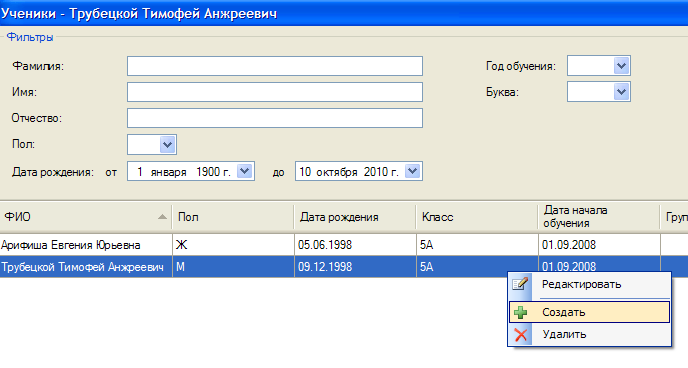 Ученики - Трубецкой Тимофей Анжреевич
Фильтры
Фамилия:
Год обучения:
Имя:
Буква:
Отчество:
Пол:
Дата рождения: от 1 января 1900 г. до 10 октября 2010 г.
ФИО Пол Дата рождения Класс Дата начала обучения Груп
Арифиша Евгения Юрьевна Ж 05.06.1998 5А 01.09.2008
Трубецкой Тимофей Анжреевич М 09.12.1998 5А 01.09.2008
Редактировать
Создать
Удалить